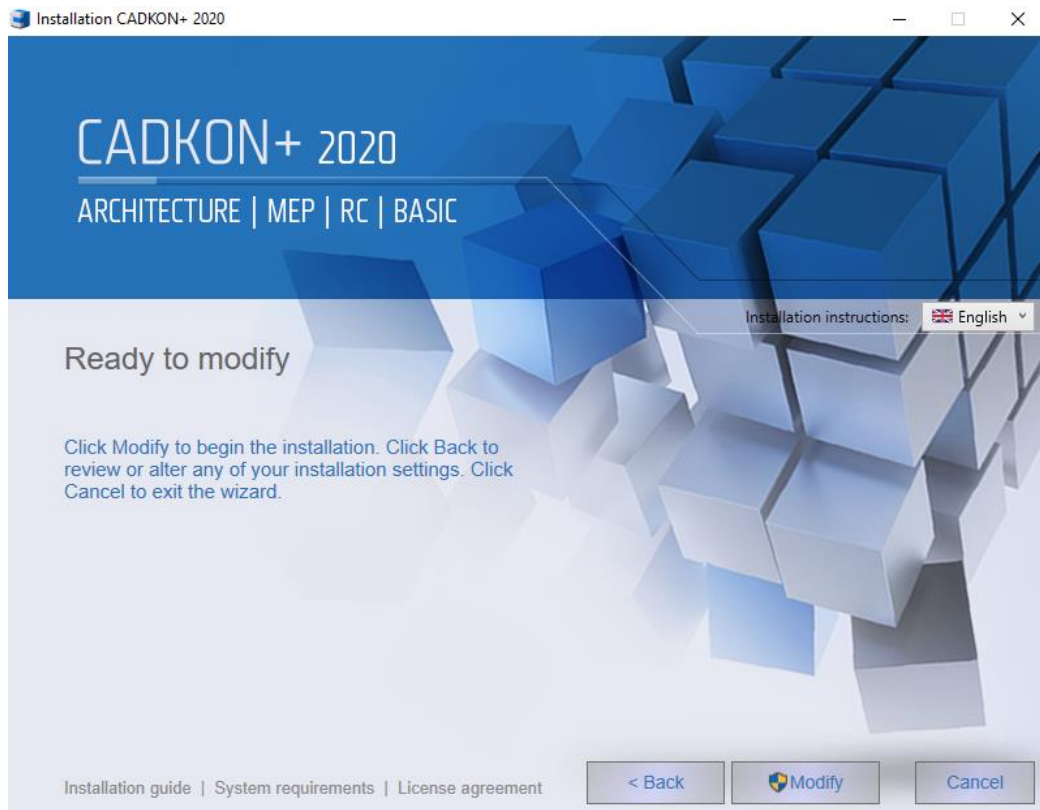 Installation CADKON+ 2020
CADKON+ 2020
ARCHITECTURE | MEP | RC | BASIC
Installation instructions: English
Ready to modify
Click Modify to begin the installation. Click Back to
review or alter any of your installation settings. Click
Cancel to exit the wizard.
Installation guide | System requirements | License agreement
< Back Modify Cancel